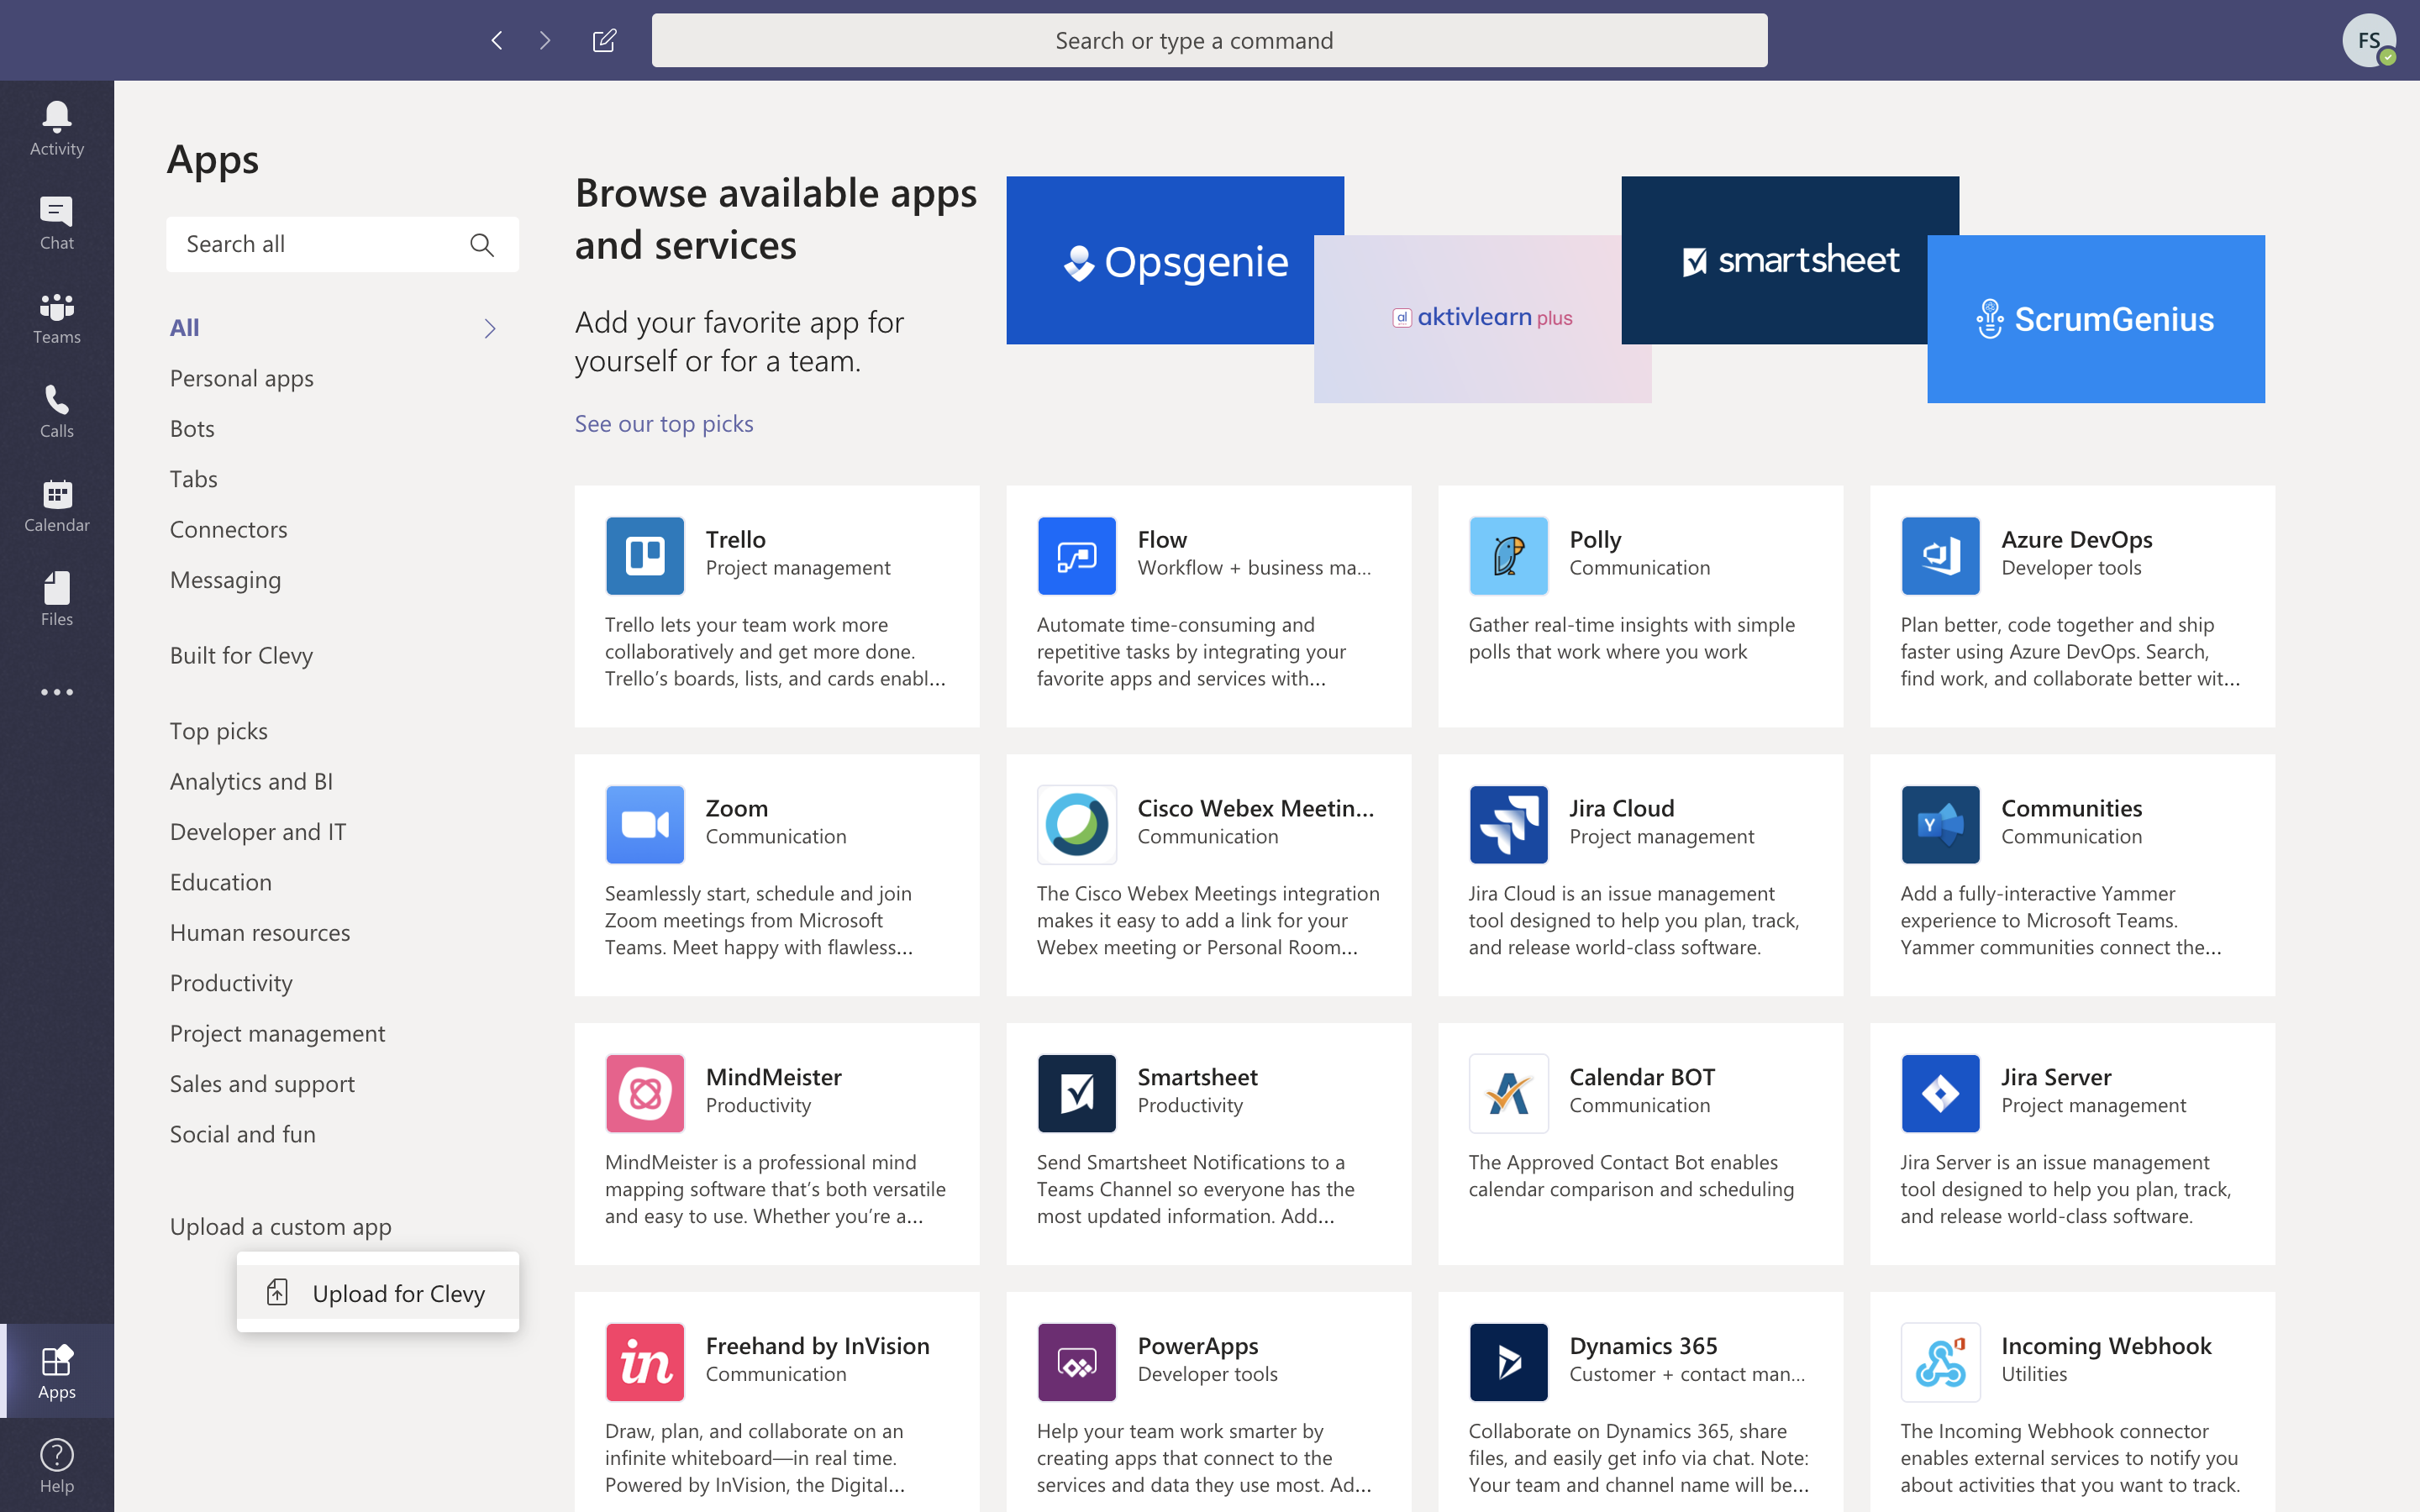 Search or type a command
FS
Activity
Chat
Teams
Calls
Calendar
Files
Apps
Help
Apps
Search all
All
Personal apps
Bots
Tabs
Connectors
Messaging
Built for Clevy
Top picks
Analytics and BI
Developer and IT
Education
Human resources
Productivity
Project management
Sales and support
Social and fun
Upload a custom app
Upload for Clevy
Browse available apps
and services
Add your favorite app for
yourself or for a team.
See our top picks
Opsgenie
al aktivlearn plus
smartsheet
ScrumGenius
Trello
Project management
Trello lets your team work more
collaboratively and get more done.
Trello’s boards, lists, and cards enabl...
Flow
Workflow + business ma...
Automate time-consuming and
repetitive tasks by integrating your
favorite apps and services with...
Polly
Communication
Gather real-time insights with simple
polls that work where you work
Azure DevOps
Developer tools
Plan better, code together and ship
faster using Azure DevOps. Search,
find work, and collaborate better wit...
Zoom
Communication
Seamlessly start, schedule and join
Zoom meetings from Microsoft
Teams. Meet happy with flawless...
Cisco Webex Meetin...
Communication
The Cisco Webex Meetings integration
makes it easy to add a link for your
Webex meeting or Personal Room...
Jira Cloud
Project management
Jira Cloud is an issue management
tool designed to help you plan, track,
and release world-class software.
Y
Communities
Communication
Add a fully-interactive Yammer
experience to Microsoft Teams.
Yammer communities connect the...
MindMeister
Productivity
MindMeister is a professional mind
mapping software that’s both versatile
and easy to use. Whether you’re a...
Smartsheet
Productivity
Send Smartsheet Notifications to a
Teams Channel so everyone has the
most updated information. Add...
Calendar BOT
Communication
The Approved Contact Bot enables
calendar comparison and scheduling
Jira Server
Project management
Jira Server is an issue management
tool designed to help you plan, track,
and release world-class software.
in
Freehand by InVision
Communication
Draw, plan, and collaborate on an
infinite whiteboard—in real time.
Powered by InVision, the Digital...
PowerApps
Developer tools
Help your team work smarter by
creating apps that connect to the
services and data they use most. Ad...
Dynamics 365
Customer + contact man...
Collaborate on Dynamics 365, share
files, and easily get info via chat. Note:
Your team and channel name will be...
Incoming Webhook
Utilities
The Incoming Webhook connector
enables external services to notify you
about activities that you want to track.